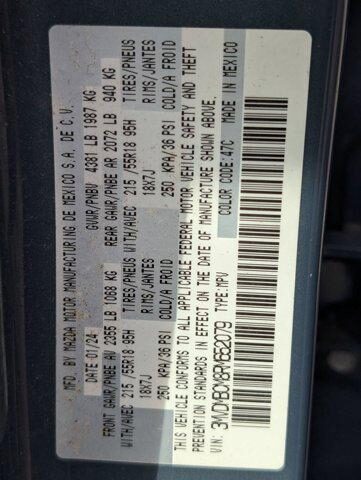 MFD. BY MAZDA MOTOR MANUFACTURING DE MEXICO S.A. DE C.V.
DATE: 01/24 GVWR/PNBV 4381 LB 1987 KG
FRONT GAWR/PNBE AV 2355 LB 1068 KG REAR GAWR/PNBE AR 2072 LB 940 KG
WITH/AVEC 215 /55R18 95H TIRES/PNEUS WITH/AVEC 215 /55R18 95H TIRES/PNEUS
18X7J RIMS/JANTES 18X7J RIMS/JANTES
250 KPA/36 PSI COLD/A FROID 250 KPA/36 PSI COLD/A FROID
THIS VEHICLE CONFORMS TO ALL APPLICABLE FEDERAL MOTOR VEHICLE SAFETY AND THEFT
PREVENTION STANDARDS IN EFFECT ON THE DATE OF MANUFACTURE SHOWN ABOVE.
VIN: 3MVDMBCM8RM682079 TYPE: MPV COLOR CODE: 47C MADE IN MEXICO